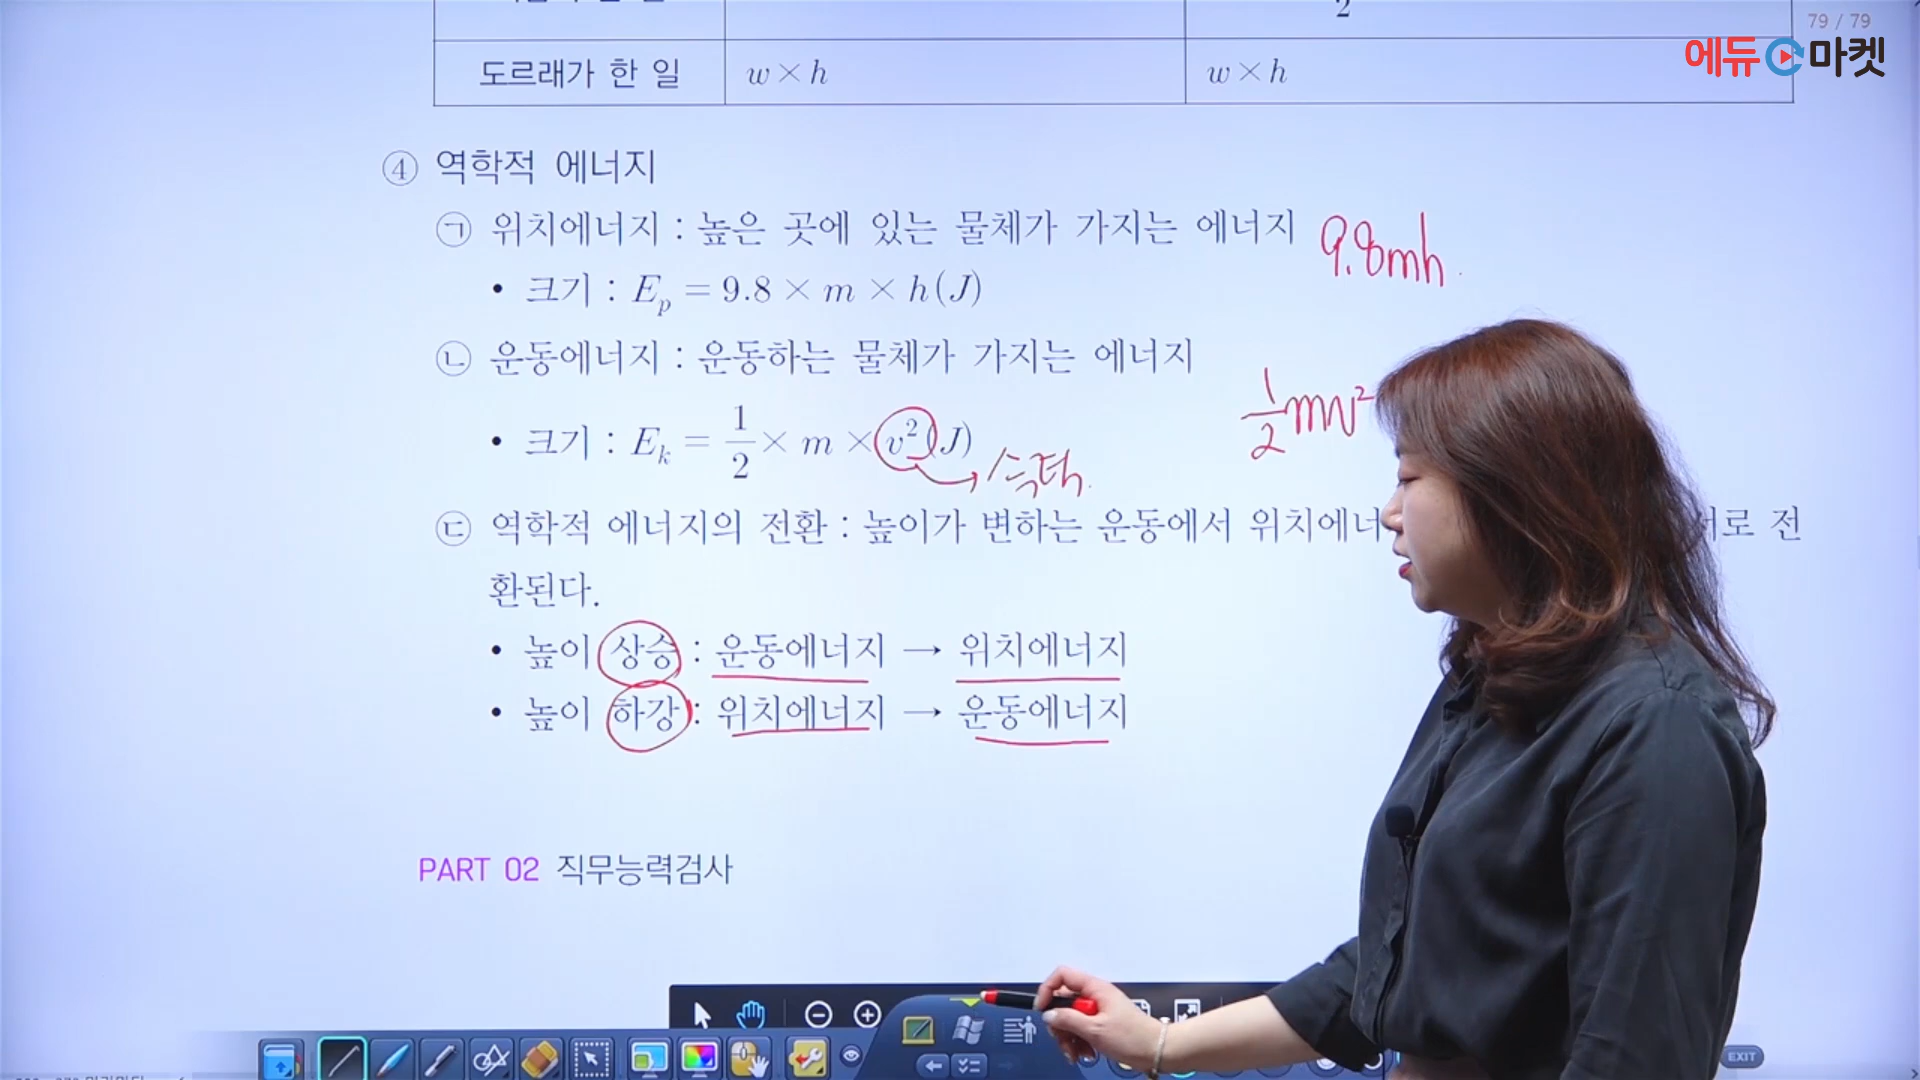 79 / 79
에듀 마켓
도르래가 한 일 w × h w × h
④ 역학적 에너지
㉠ 위치에너지 : 높은 곳에 있는 물체가 가지는 에너지 9.8mh
• 크기 : E_p = 9.8 × m × h(J)
㉡ 운동에너지 : 운동하는 물체가 가지는 에너지
• 크기 : E_k = 1/2 × m × v²(J) 1/2 mv²
㉢ 역학적 에너지의 전환 : 높이가 변하는 운동에서 위치에너 로 전
환된다.
• 높이 상승 : 운동에너지 → 위치에너지
• 높이 하강 : 위치에너지 → 운동에너지
PART 02 직무능력검사
EXIT